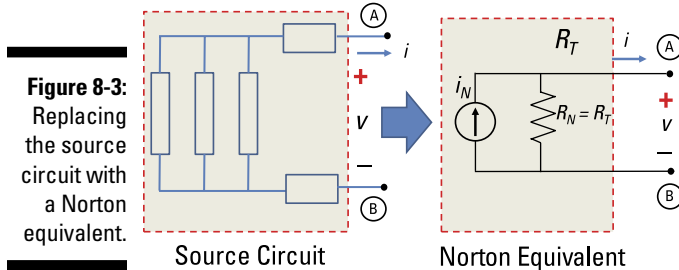 Figure 8-3:
Replacing
the source
circuit with
a Norton
equivalent.
A
i
+
v
−
B
Source Circuit
R_T
i
A
i_N
R_N = R_T
+
v
−
B
Norton Equivalent